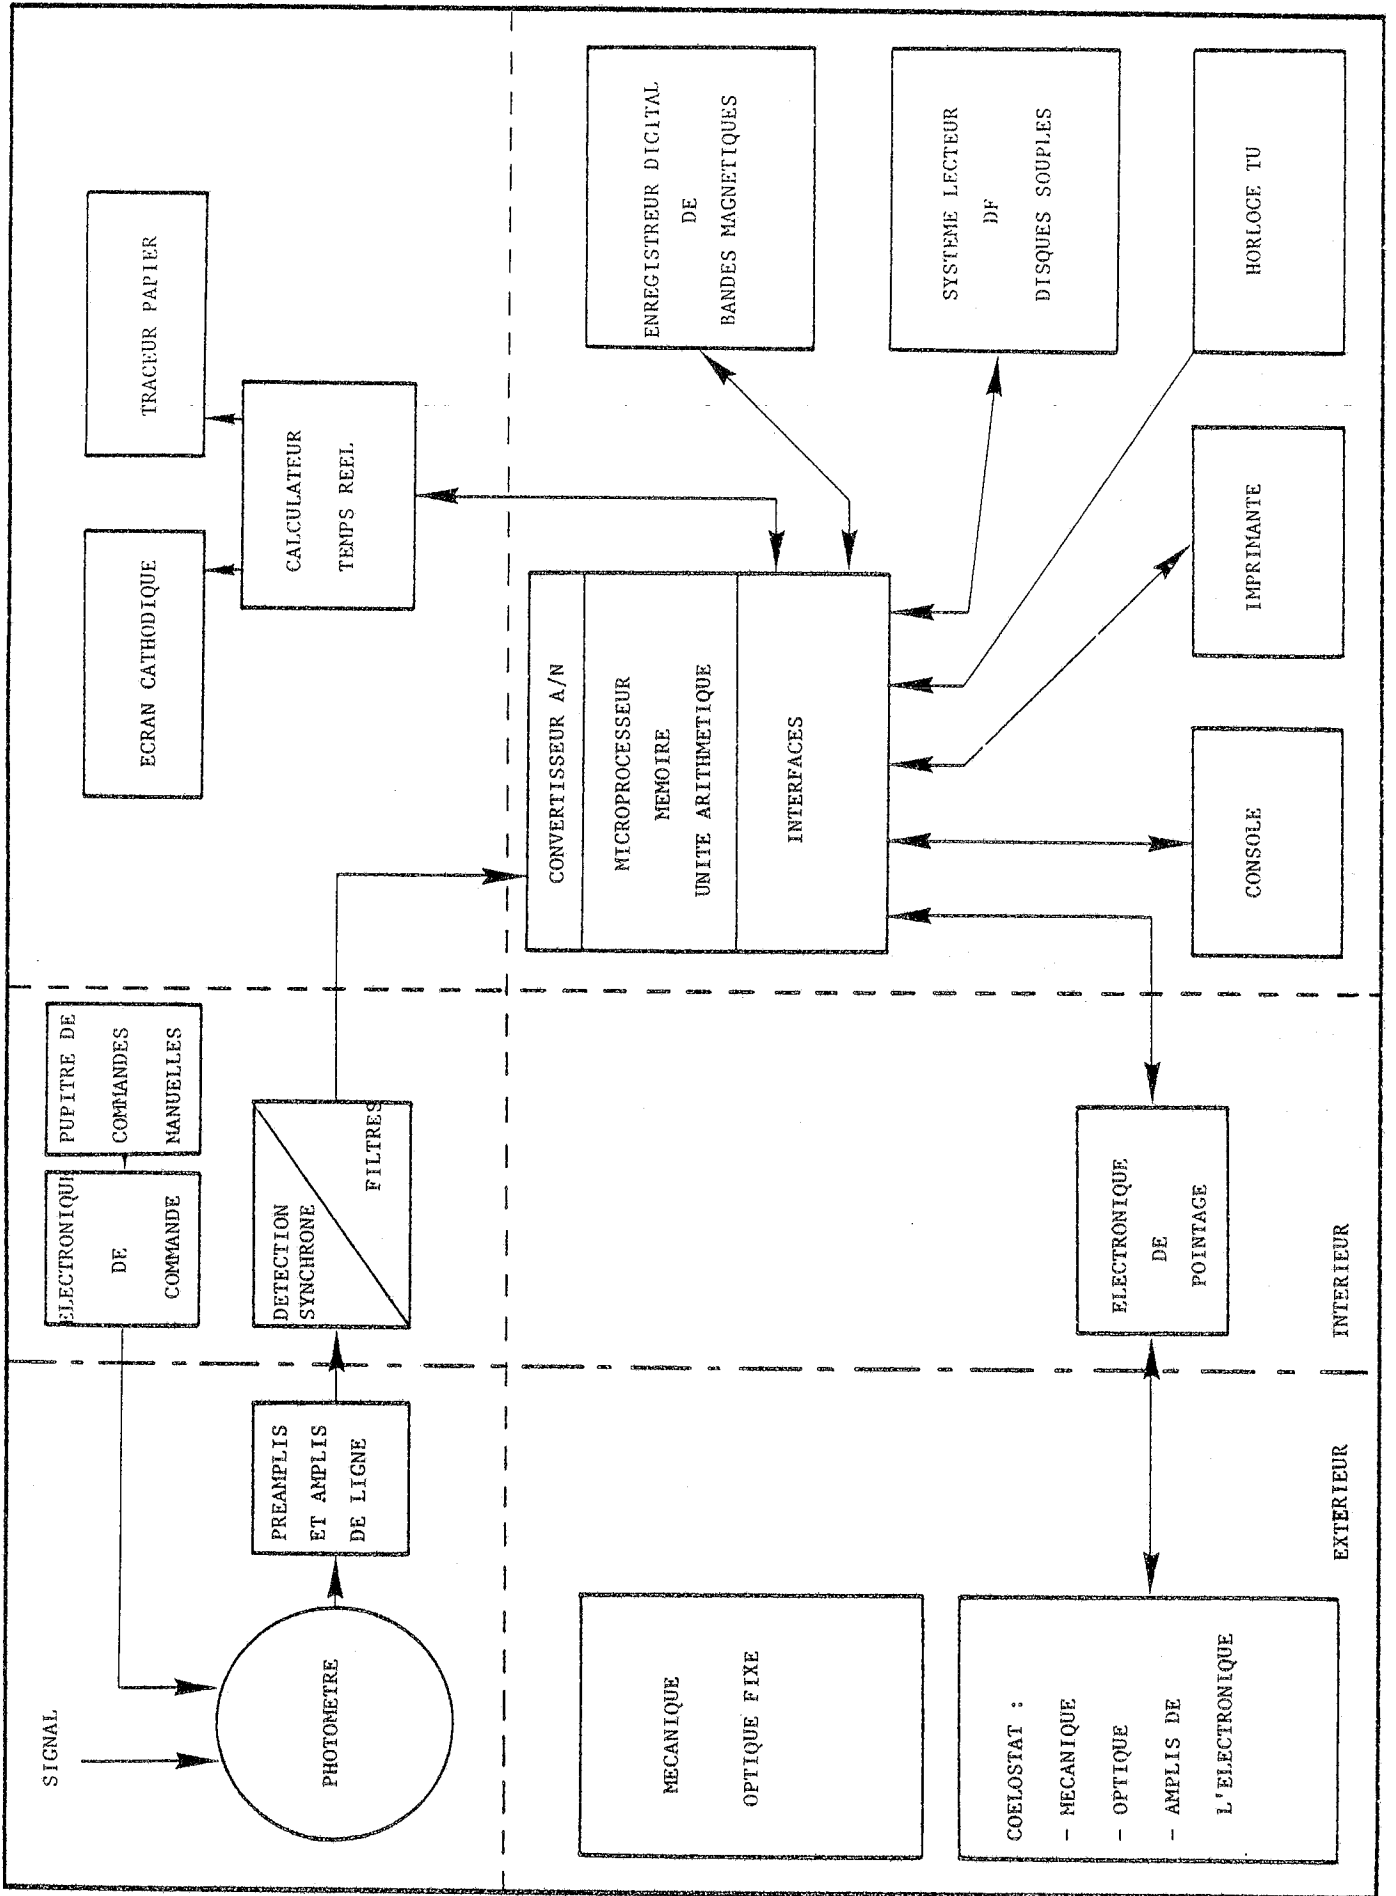 SIGNAL
PHOTOMETRE
PREAMPLIS
ET AMPLIS
DE LIGNE
ELECTRONIQUE
DE
COMMANDE
PUPITRE DE
COMMANDES
MANUELLES
DETECTION
SYNCHRONE
FILTRES
ECRAN CATHODIQUE
TRACEUR PAPIER
CALCULATEUR
TEMPS REEL
MECANIQUE
OPTIQUE FIXE
COELOSTAT :
- MECANIQUE
- OPTIQUE
- AMPLIS DE
L'ELECTRONIQUE
EXTERIEUR
ELECTRONIQUE
DE
POINTAGE
INTERIEUR
CONVERTISSEUR A/N
MICROPROCESSEUR
MEMOIRE
UNITE ARITHMETIQUE
INTERFACES
ENREGISTREUR DIGITAL
DE
BANDES MAGNETIQUES
SYSTEME LECTEUR
DE
DISQUES SOUPLES
CONSOLE
IMPRIMANTE
HORLOGE TU